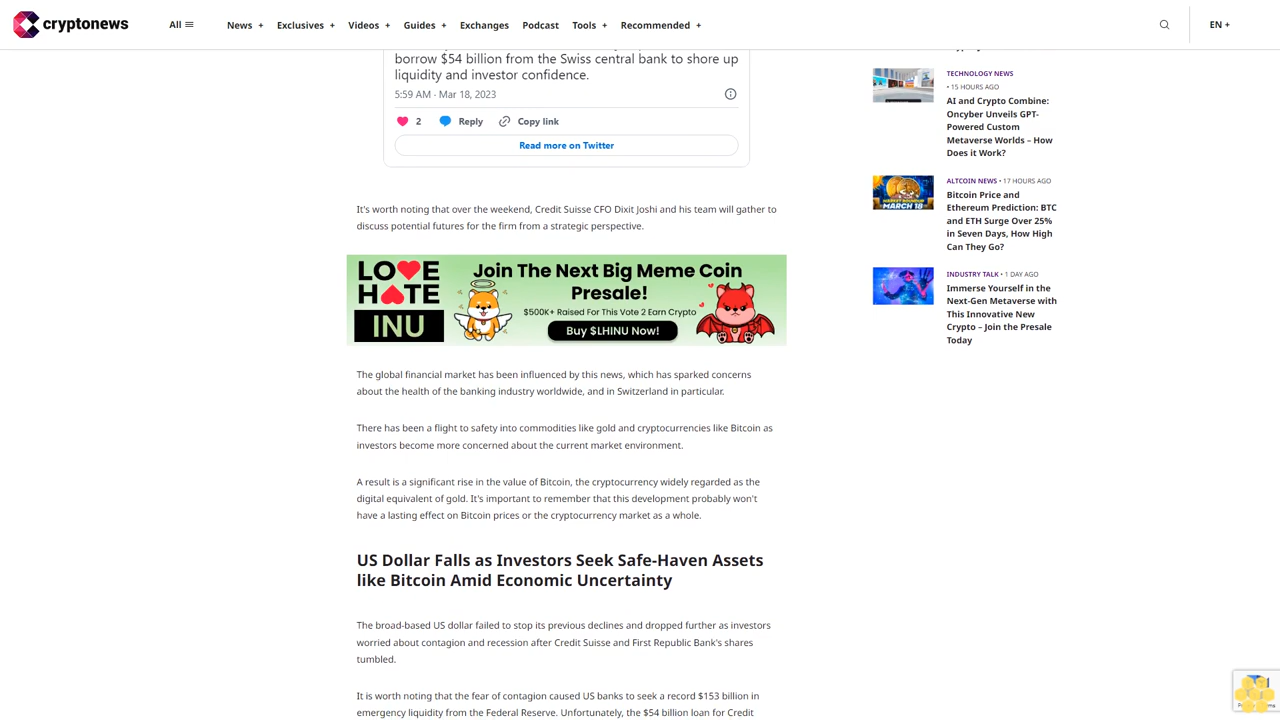 cryptonews
All
News +
Exclusives +
Videos +
Guides +
Exchanges
Podcast
Tools +
Recommended +
EN +
borrow $54 billion from the Swiss central bank to shore up
liquidity and investor confidence.
5:59 AM · Mar 18, 2023
2
Reply
Copy link
Read more on Twitter
It's worth noting that over the weekend, Credit Suisse CFO Dixit Joshi and his team will gather to
discuss potential futures for the firm from a strategic perspective.
LOVE
HATE
INU
Join The Next Big Meme Coin
Presale!
$500K+ Raised For This Vote 2 Earn Crypto
Buy $LHINU Now!
The global financial market has been influenced by this news, which has sparked concerns
about the health of the banking industry worldwide, and in Switzerland in particular.
There has been a flight to safety into commodities like gold and cryptocurrencies like Bitcoin as
investors become more concerned about the current market environment.
A result is a significant rise in the value of Bitcoin, the cryptocurrency widely regarded as the
digital equivalent of gold. It's important to remember that this development probably won't
have a lasting effect on Bitcoin prices or the cryptocurrency market as a whole.
US Dollar Falls as Investors Seek Safe-Haven Assets
like Bitcoin Amid Economic Uncertainty
The broad-based US dollar failed to stop its previous declines and dropped further as investors
worried about contagion and recession after Credit Suisse and First Republic Bank's shares
tumbled.
It is worth noting that the fear of contagion caused US banks to seek a record $153 billion in
emergency liquidity from the Federal Reserve. Unfortunately, the $54 billion loan for Credit
TECHNOLOGY NEWS
• 15 HOURS AGO
AI and Crypto Combine:
Oncyber Unveils GPT-
Powered Custom
Metaverse Worlds – How
Does it Work?
MARCH 18
ALTCOIN NEWS • 17 HOURS AGO
Bitcoin Price and
Ethereum Prediction: BTC
and ETH Surge Over 25%
in Seven Days, How High
Can They Go?
INDUSTRY TALK • 1 DAY AGO
Immerse Yourself in the
Next-Gen Metaverse with
This Innovative New
Crypto – Join the Presale
Today